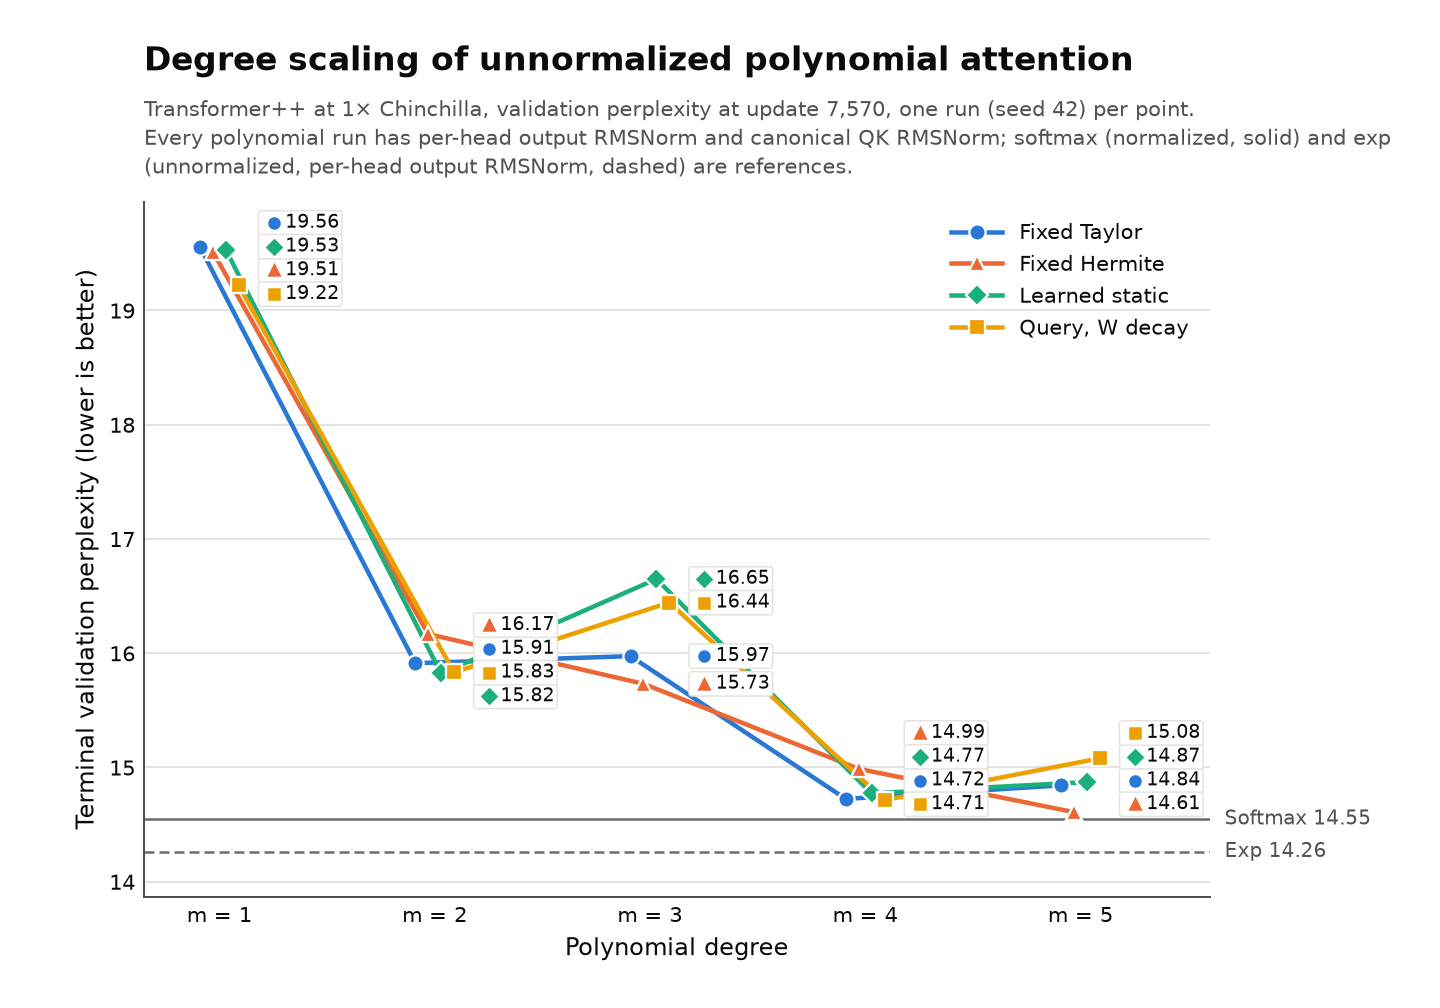 Degree scaling of unnormalized polynomial attention
Transformer++ at 1× Chinchilla, validation perplexity at update 7,570, one run (seed 42) per point.
Every polynomial run has per-head output RMSNorm and canonical QK RMSNorm; softmax (normalized, solid) and exp
(unnormalized, per-head output RMSNorm, dashed) are references.
Terminal validation perplexity (lower is better)
19
18
17
16
15
14
19.56
19.53
19.51
19.22
16.17
15.91
15.83
15.82
16.65
16.44
15.97
15.73
14.99
14.77
14.72
14.71
15.08
14.87
14.84
14.61
Fixed Taylor
Fixed Hermite
Learned static
Query, W decay
Softmax 14.55
Exp 14.26
m = 1
m = 2
m = 3
m = 4
m = 5
Polynomial degree